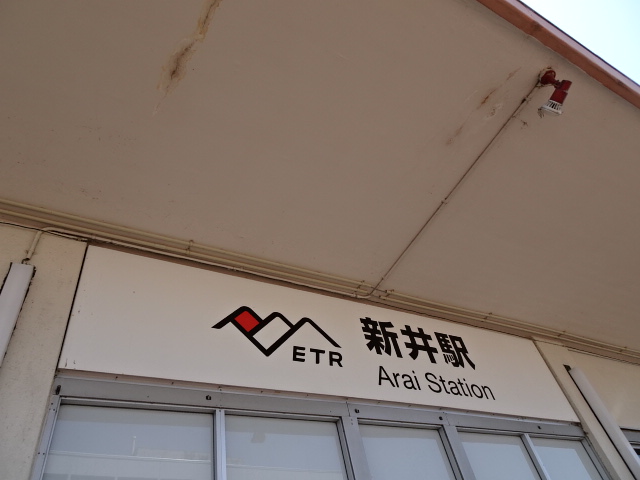 ETR
新井駅
Arai Station